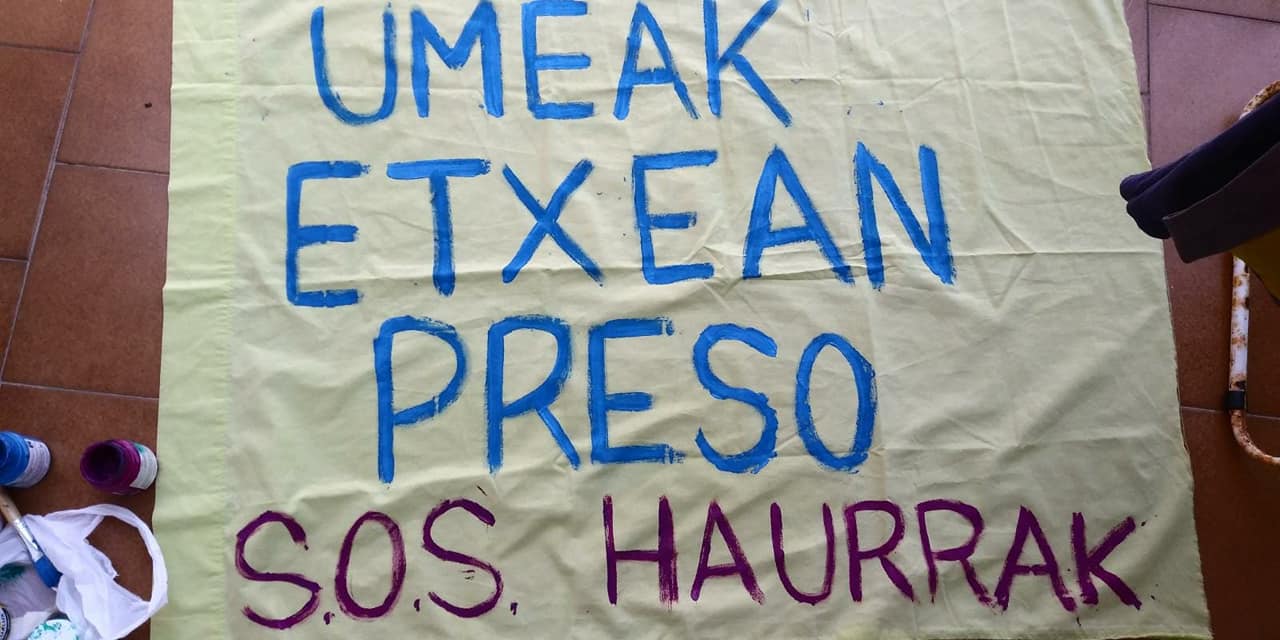 UMEAK
ETXEAN
PRESO
S.O.S. HAURRAK